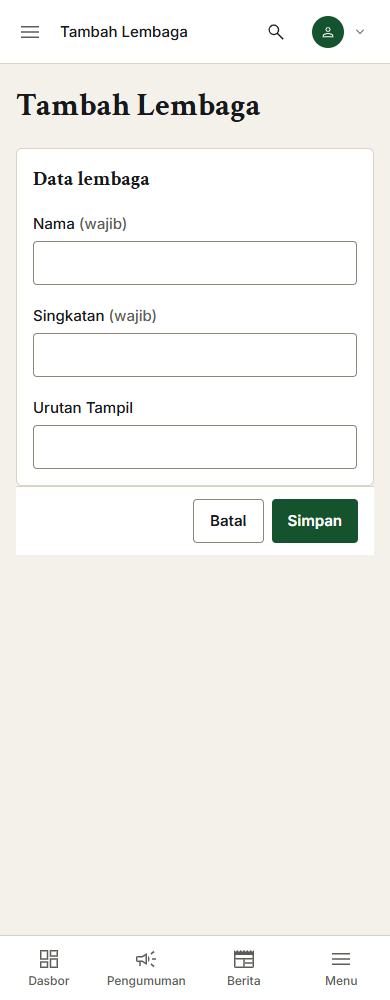 Tambah Lembaga
Tambah Lembaga
Data lembaga
Nama (wajib)
Singkatan (wajib)
Urutan Tampil
Batal Simpan
Dasbor Pengumuman Berita Menu